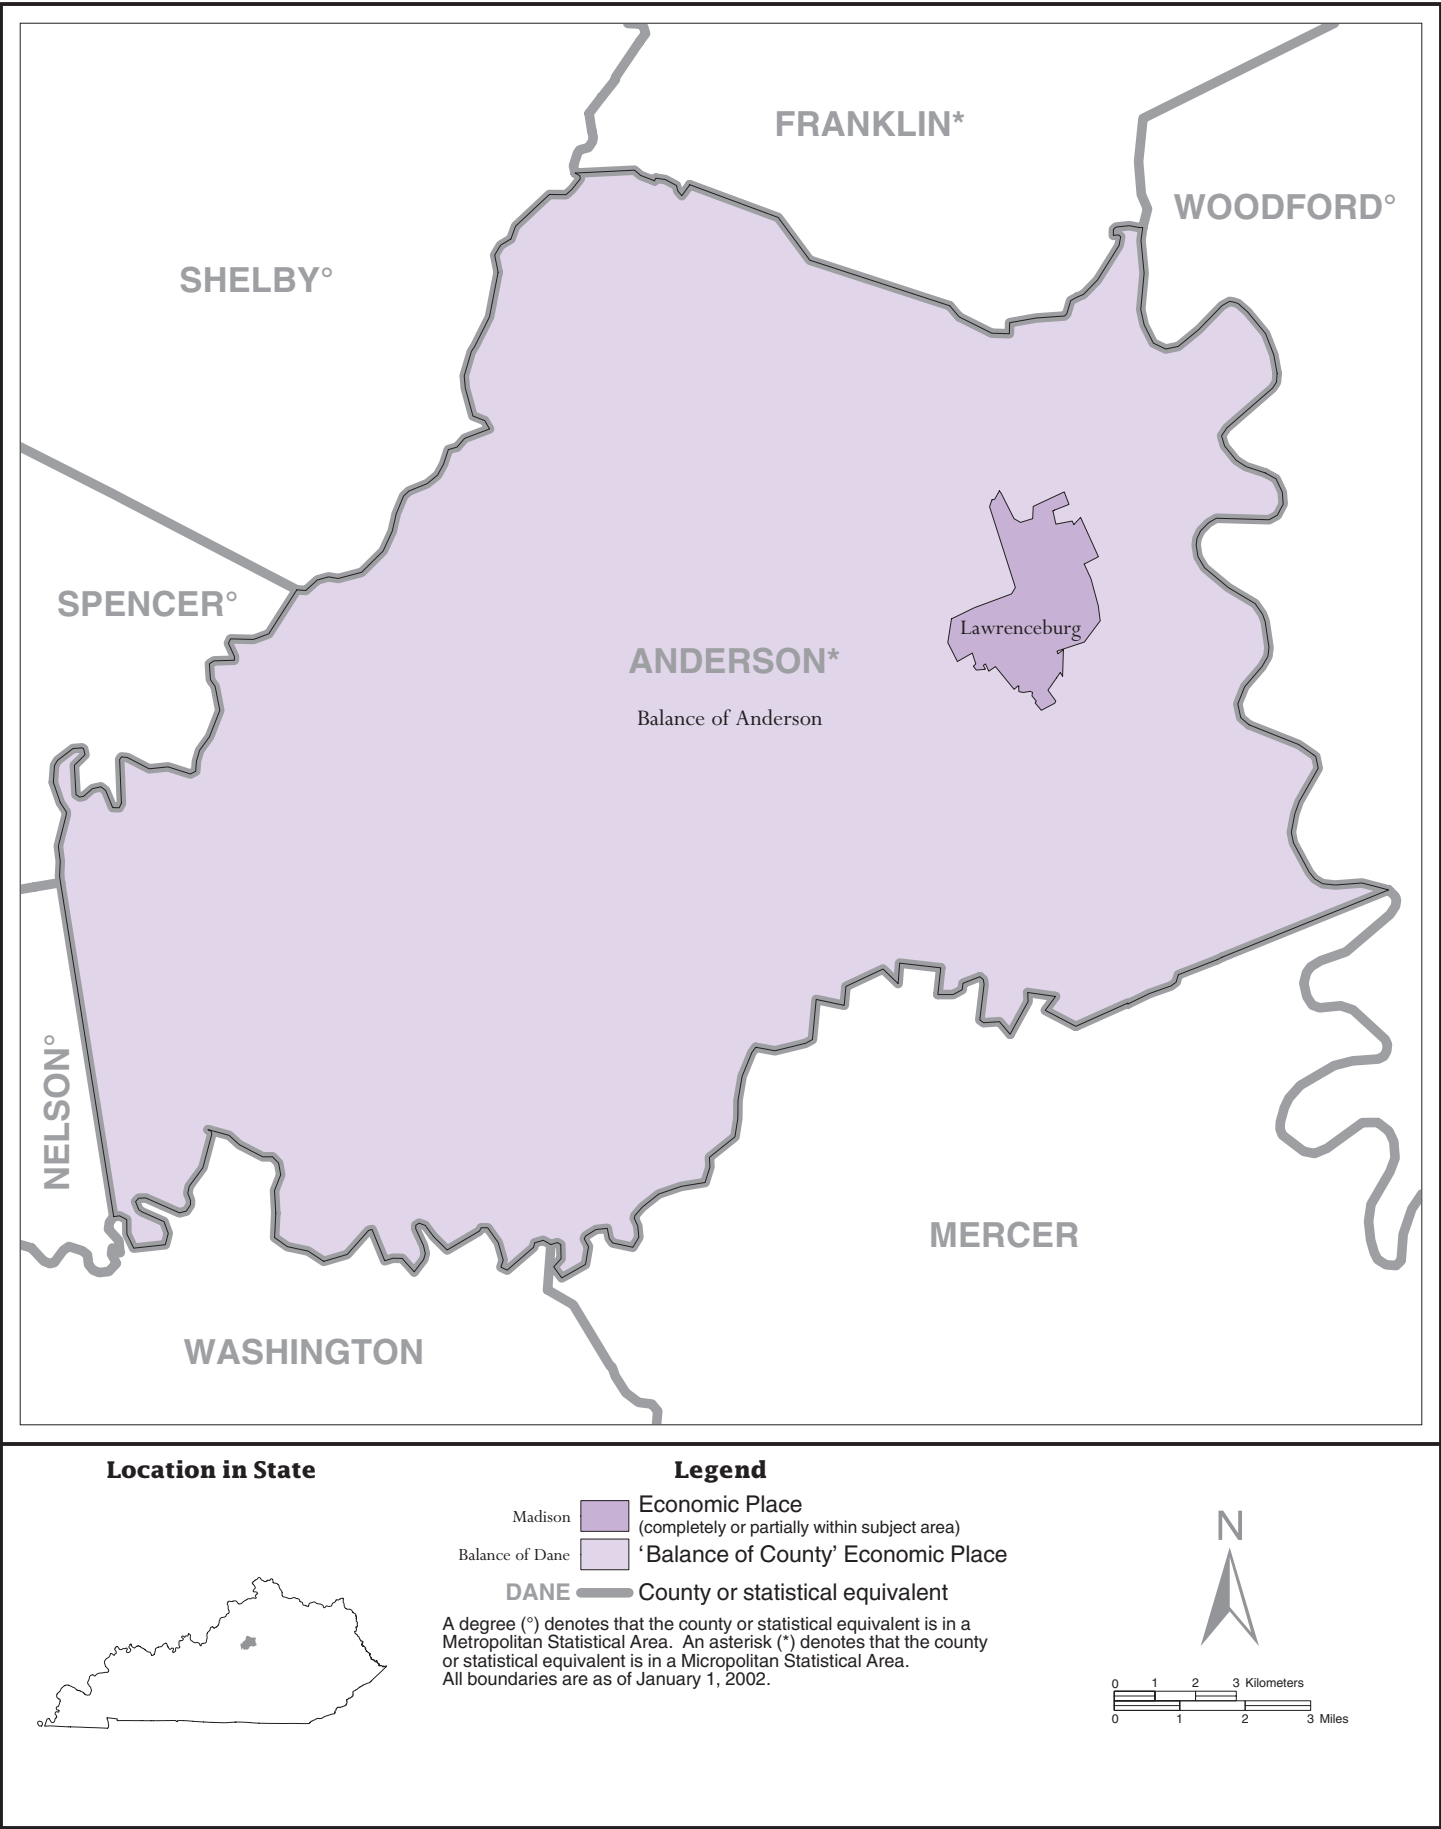 FRANKLIN*
WOODFORD°
SHELBY°
SPENCER°
Lawrenceburg
ANDERSON*
Balance of Anderson
NELSON°
MERCER
WASHINGTON
Location in State
Legend
Madison
Economic Place
(completely or partially within subject area)
Balance of Dane
‘Balance of County’ Economic Place
DANE
County or statistical equivalent
A degree (°) denotes that the county or statistical equivalent is in a
Metropolitan Statistical Area. An asterisk (*) denotes that the county
or statistical equivalent is in a Micropolitan Statistical Area.
All boundaries are as of January 1, 2002.
N
0 1 2 3 Kilometers
0 1 2 3 Miles